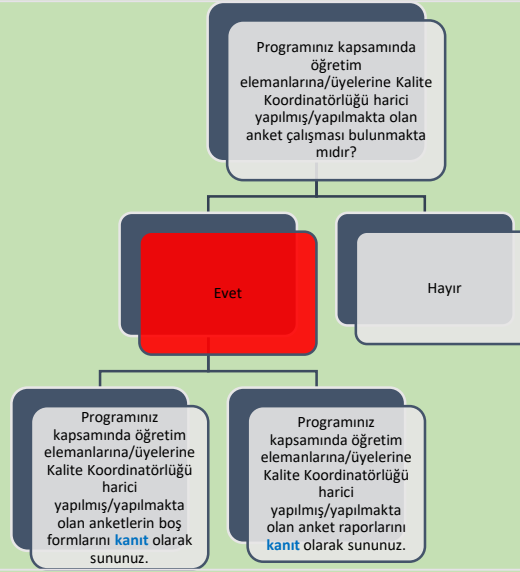 Programınız kapsamında
öğretim
elemanlarına/üyelerine Kalite
Koordinatörlüğü harici
yapılmış/yapılmakta olan
anket çalışması bulunmakta
mıdır?
Evet
Hayır
Programınız
kapsamında öğretim
elemanlarına/üyelerine
Kalite Koordinatörlüğü
harici
yapılmış/yapılmakta
olan anketlerin boş
formlarını kanıt olarak
sununuz.
Programınız
kapsamında öğretim
elemanlarına/üyelerine
Kalite Koordinatörlüğü
harici
yapılmış/yapılmakta
olan anket raporlarını
kanıt olarak sununuz.